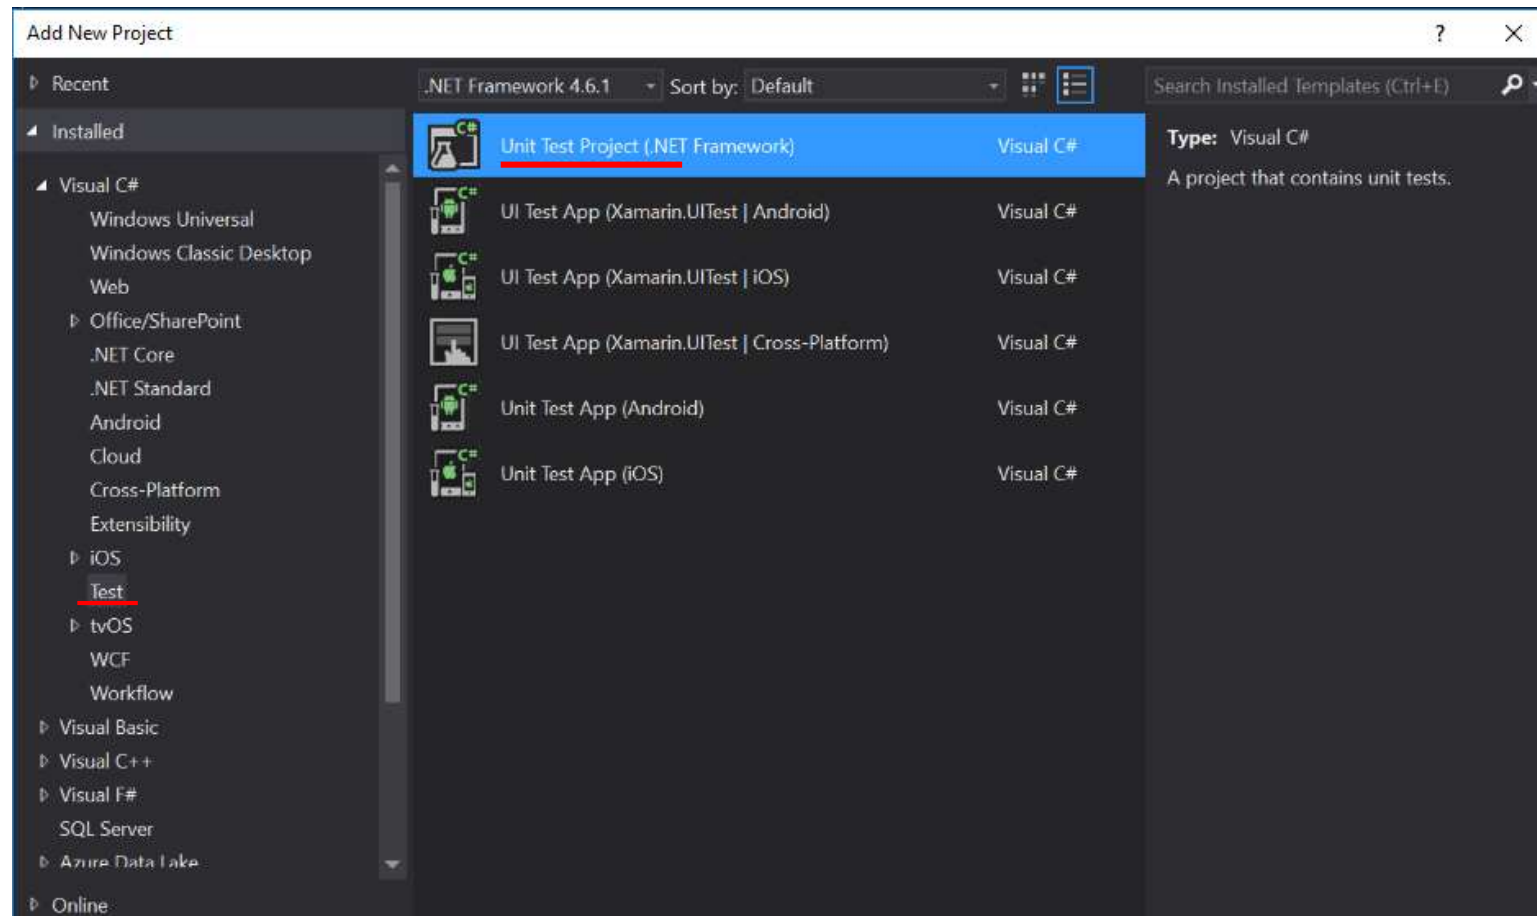 Add New Project
?
Recent
.NET Framework 4.6.1
Sort by: Default
Search Installed Templates (Ctrl+E)
Installed
Visual C#
Windows Universal
Windows Classic Desktop
Web
Office/SharePoint
.NET Core
.NET Standard
Android
Cloud
Cross-Platform
Extensibility
iOS
Test
tvOS
WCF
Workflow
Visual Basic
Visual C++
Visual F#
SQL Server
Azure Data Lake
Online
C# Unit Test Project (.NET Framework) Visual C#
C# UI Test App (Xamarin.UITest | Android) Visual C#
C# UI Test App (Xamarin.UITest | iOS) Visual C#
UI Test App (Xamarin.UITest | Cross-Platform) Visual C#
C# Unit Test App (Android) Visual C#
C# Unit Test App (iOS) Visual C#
Type: Visual C#
A project that contains unit tests.